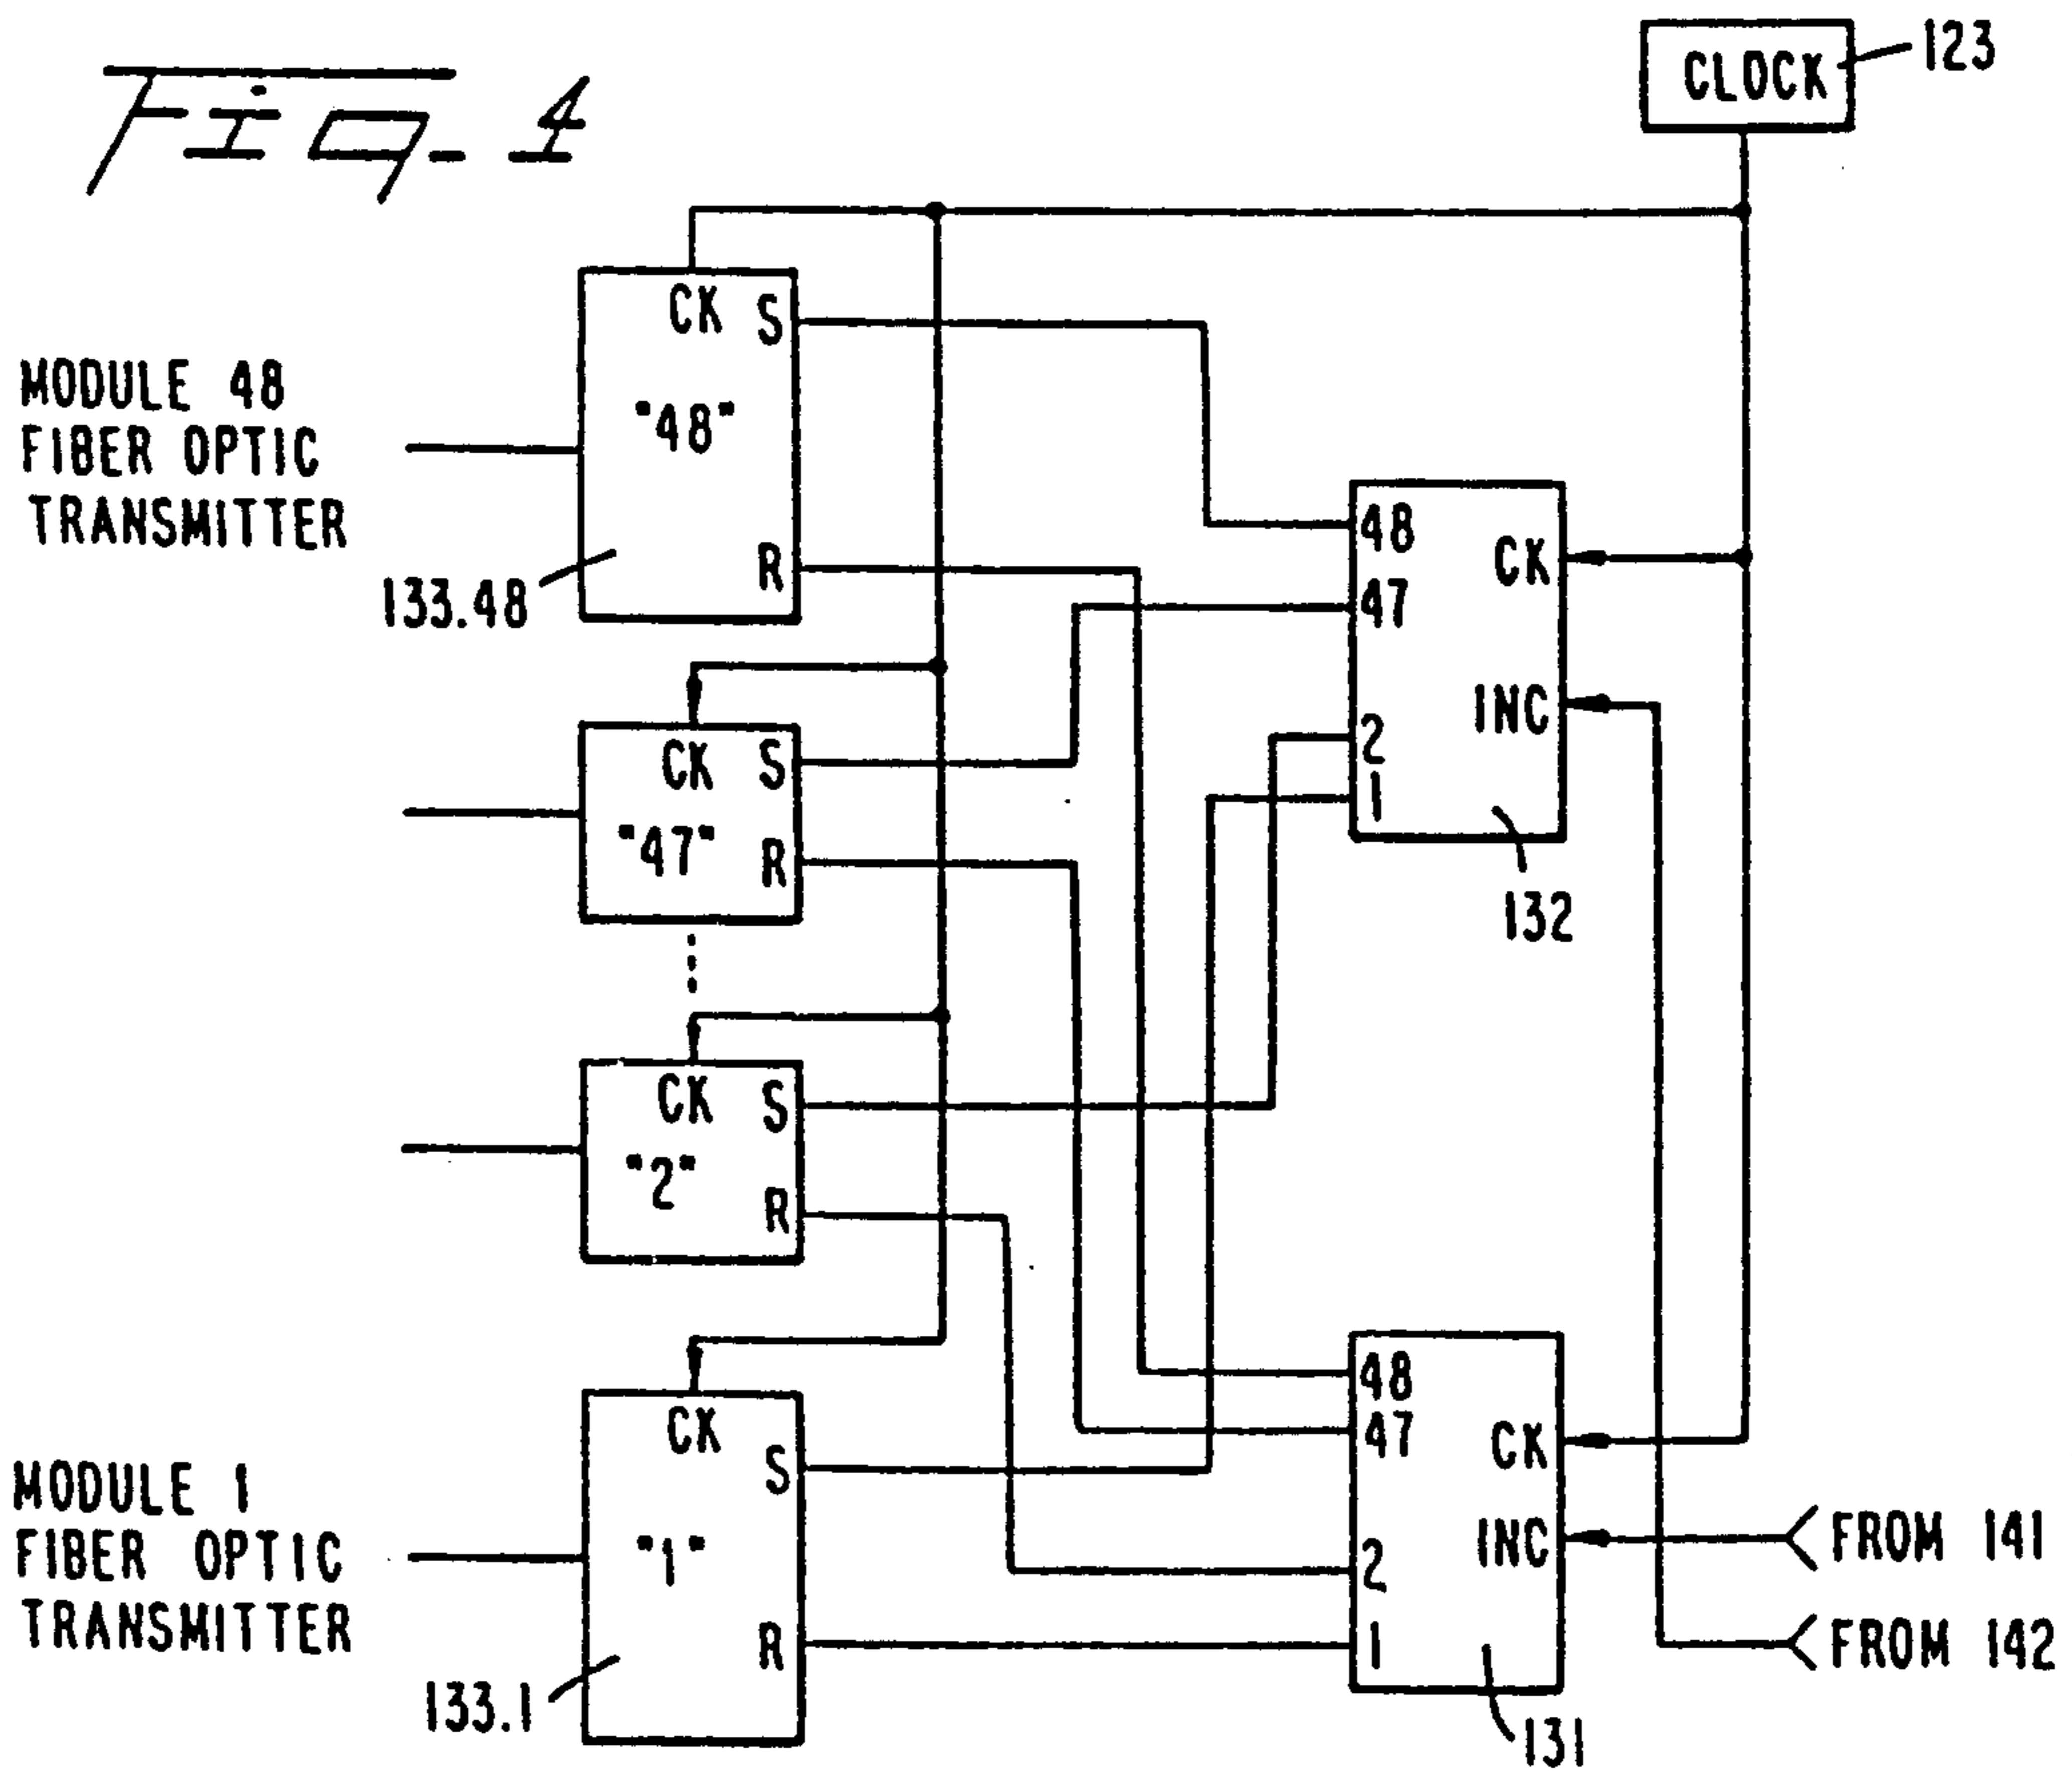 Fig. 4
CLOCK
123
CK S
"48"
R
MODULE 48
FIBER OPTIC
TRANSMITTER
133.48
CK S
"47"
R
CK S
"2"
R
CK
S
"1"
R
MODULE 1
FIBER OPTIC
TRANSMITTER
133.1
48
47
2
1
CK
INC
132
48
47
2
1
CK
INC
131
FROM 141
FROM 142